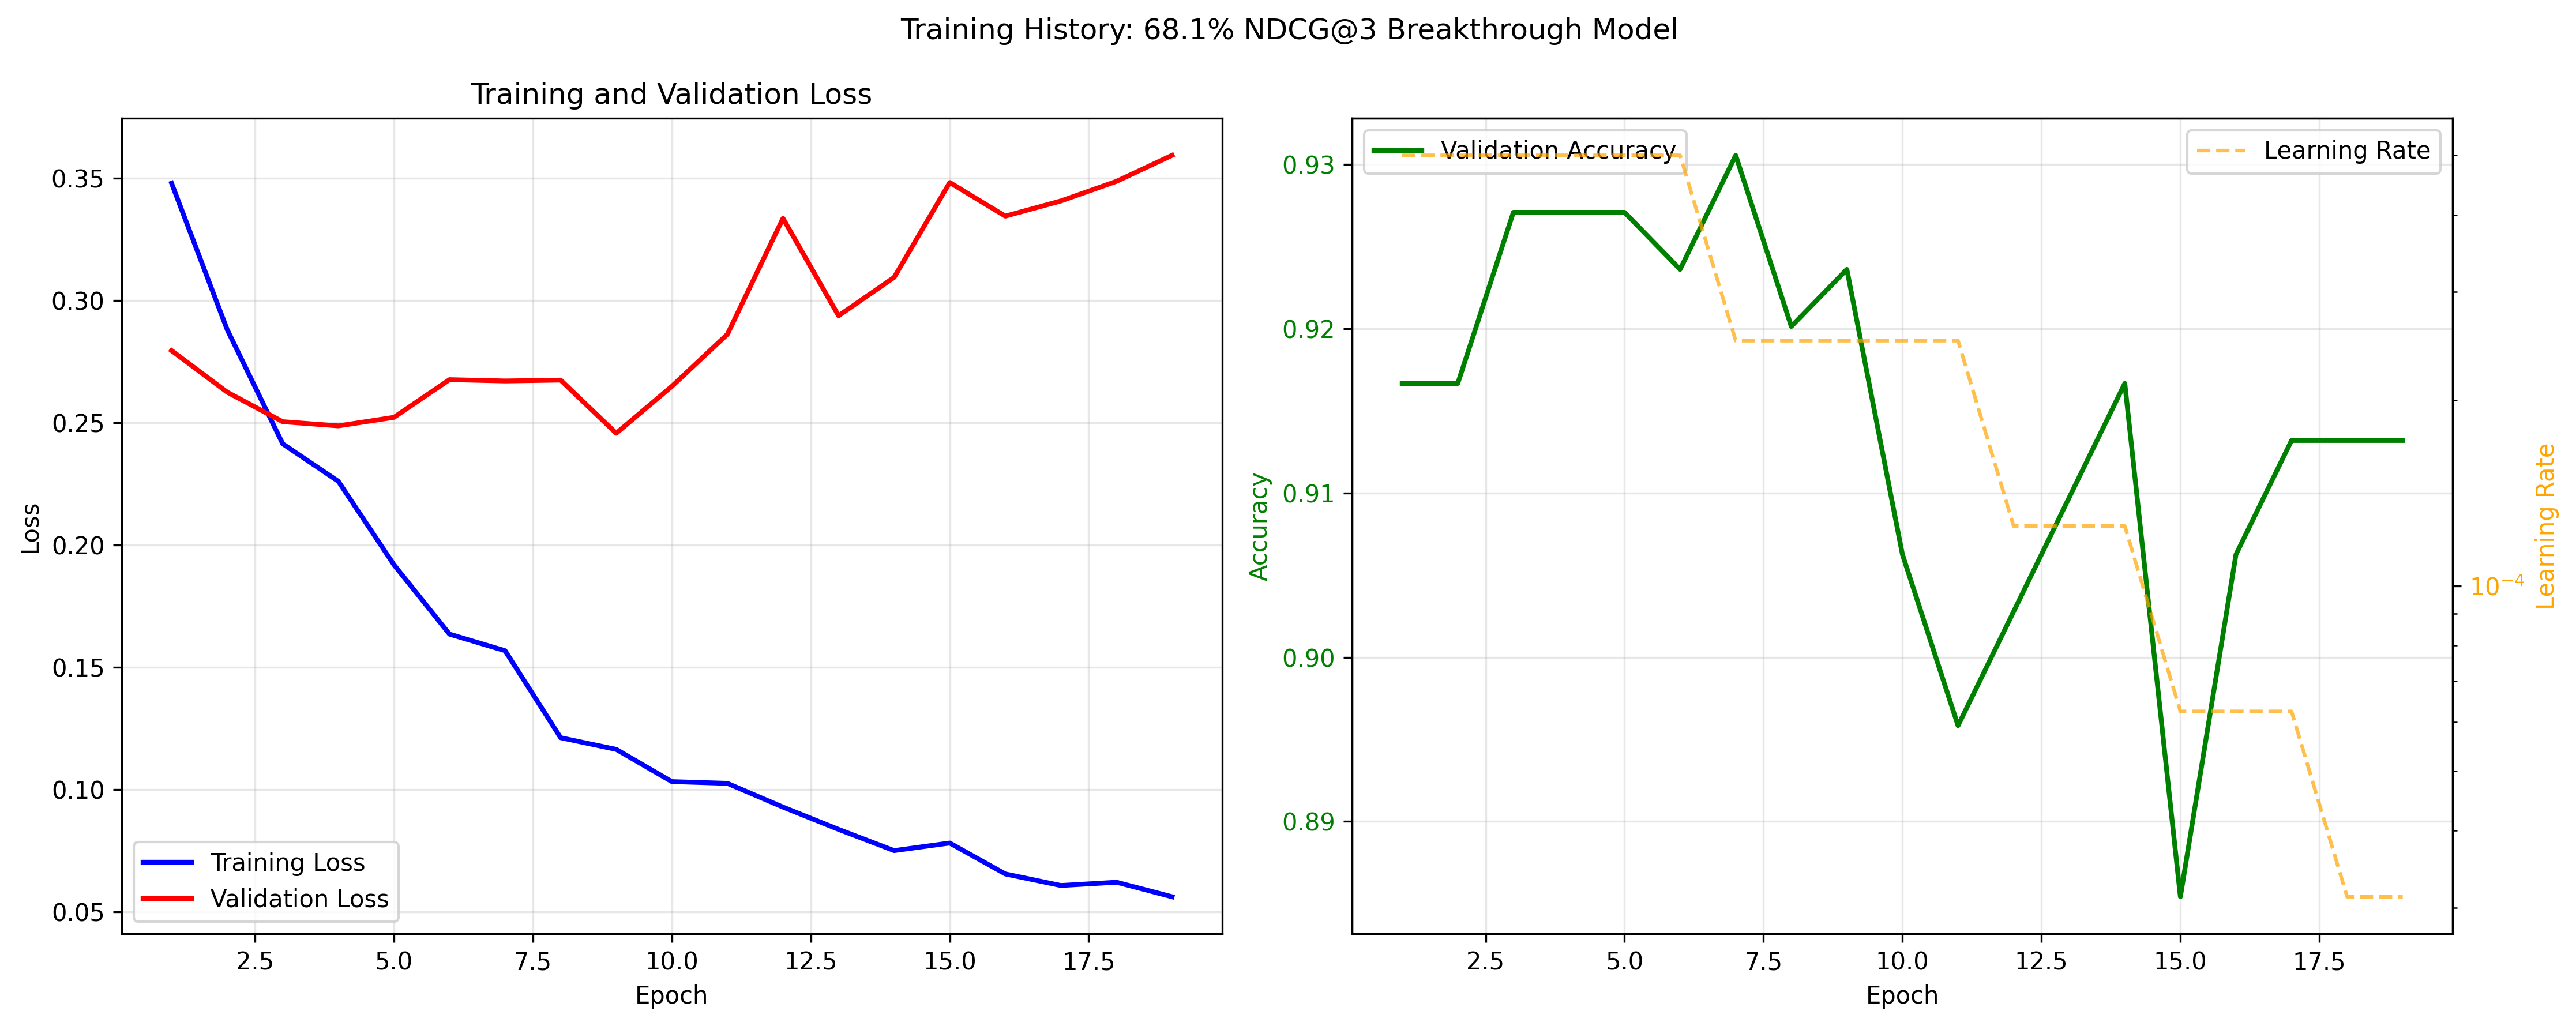 Training History: 68.1% NDCG@3 Breakthrough Model
Training and Validation Loss
0.35
0.30
0.25
0.20
0.15
0.10
0.05
Loss
Training Loss
Validation Loss
2.5 5.0 7.5 10.0 12.5 15.0 17.5
Epoch
Validation Accuracy
Learning Rate
0.93
0.92
0.91
0.90
0.89
Accuracy
10⁻⁴
Learning Rate
2.5 5.0 7.5 10.0 12.5 15.0 17.5
Epoch